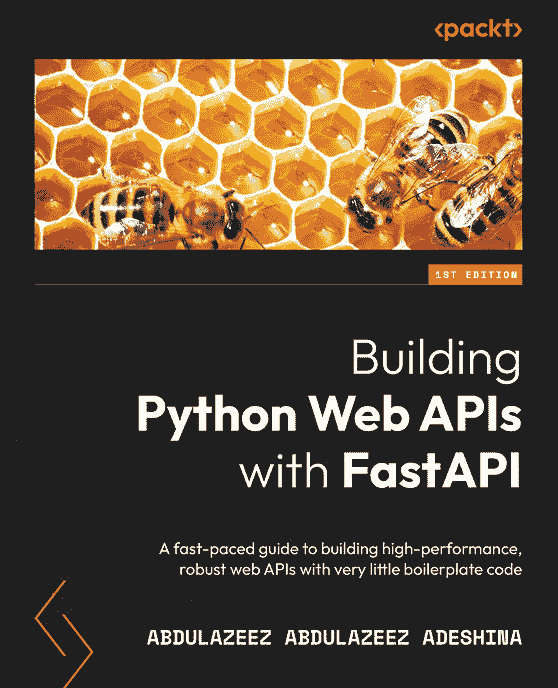 <packt>
1ST EDITION
Building
Python Web APIs
with FastAPI
A fast-paced guide to building high-performance,
robust web APIs with very little boilerplate code
ABDULAZEEZ ABDULAZEEZ ADESHINA